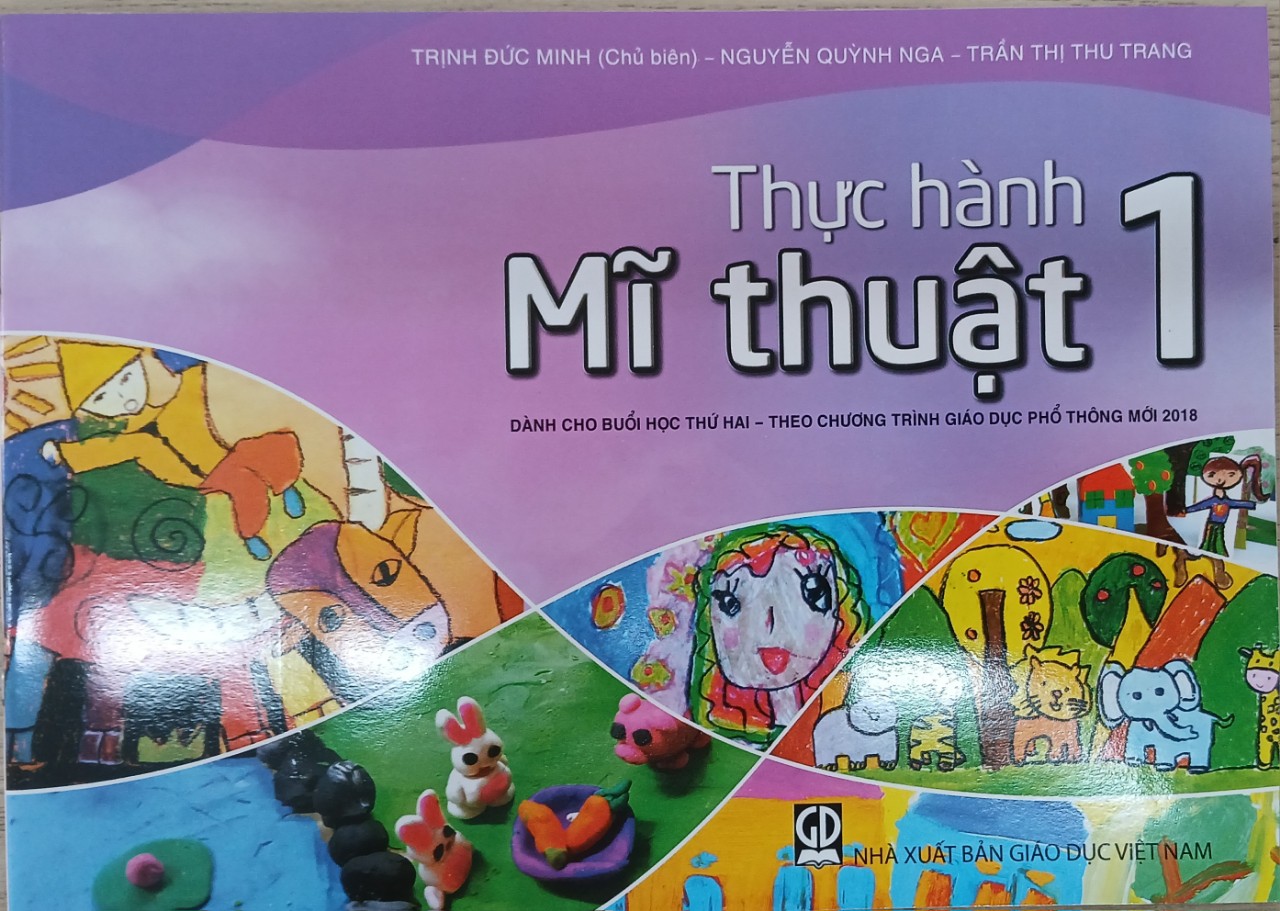 TRỊNH ĐỨC MINH (Chủ biên) – NGUYỄN QUỲNH NGA – TRẦN THỊ THU TRANG
Thực hành
Mĩ thuật 1
DÀNH CHO BUỔI HỌC THỨ HAI – THEO CHƯƠNG TRÌNH GIÁO DỤC PHỔ THÔNG MỚI 2018
GD
NHÀ XUẤT BẢN GIÁO DỤC VIỆT NAM